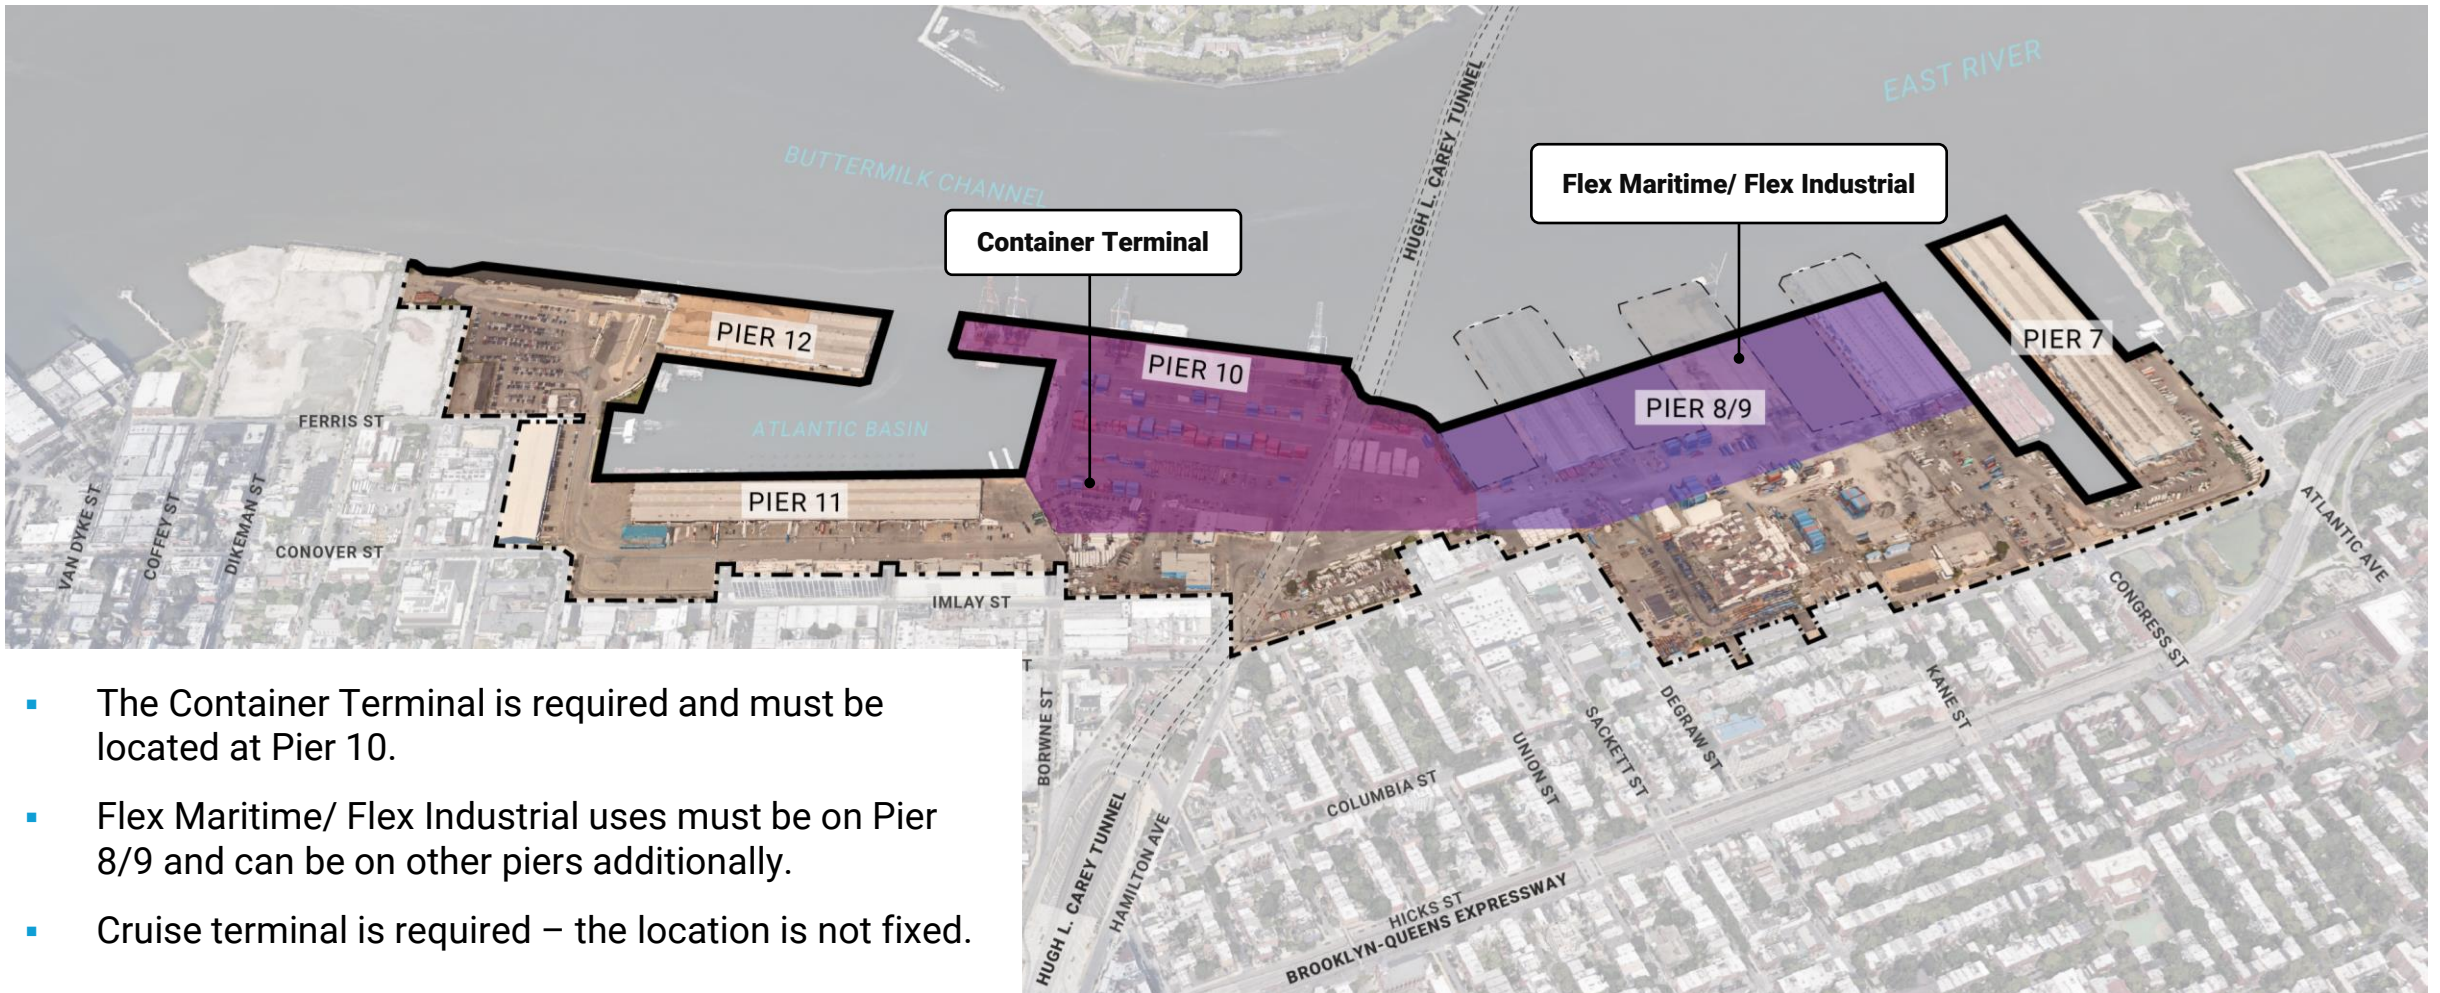 EAST RIVER
BUTTERMILK CHANNEL
HUGH L. CAREY TUNNEL
Flex Maritime/ Flex Industrial
Container Terminal
PIER 12
PIER 10
PIER 7
PIER 8/9
ATLANTIC BASIN
PIER 11
FERRIS ST
CONOVER ST
VAN DYKE ST
COFFEY ST
DIKEMAN ST
IMLAY ST
ATLANTIC AVE
CONGRESS ST
KANE ST
DEGRAW ST
SACKETT ST
UNION ST
COLUMBIA ST
BORWNE ST
T
HUGH L. CAREY TUNNEL
HAMILTON AVE
HICKS ST
BROOKLYN-QUEENS EXPRESSWAY
▪ The Container Terminal is required and must be
located at Pier 10.
▪ Flex Maritime/ Flex Industrial uses must be on Pier
8/9 and can be on other piers additionally.
▪ Cruise terminal is required – the location is not fixed.